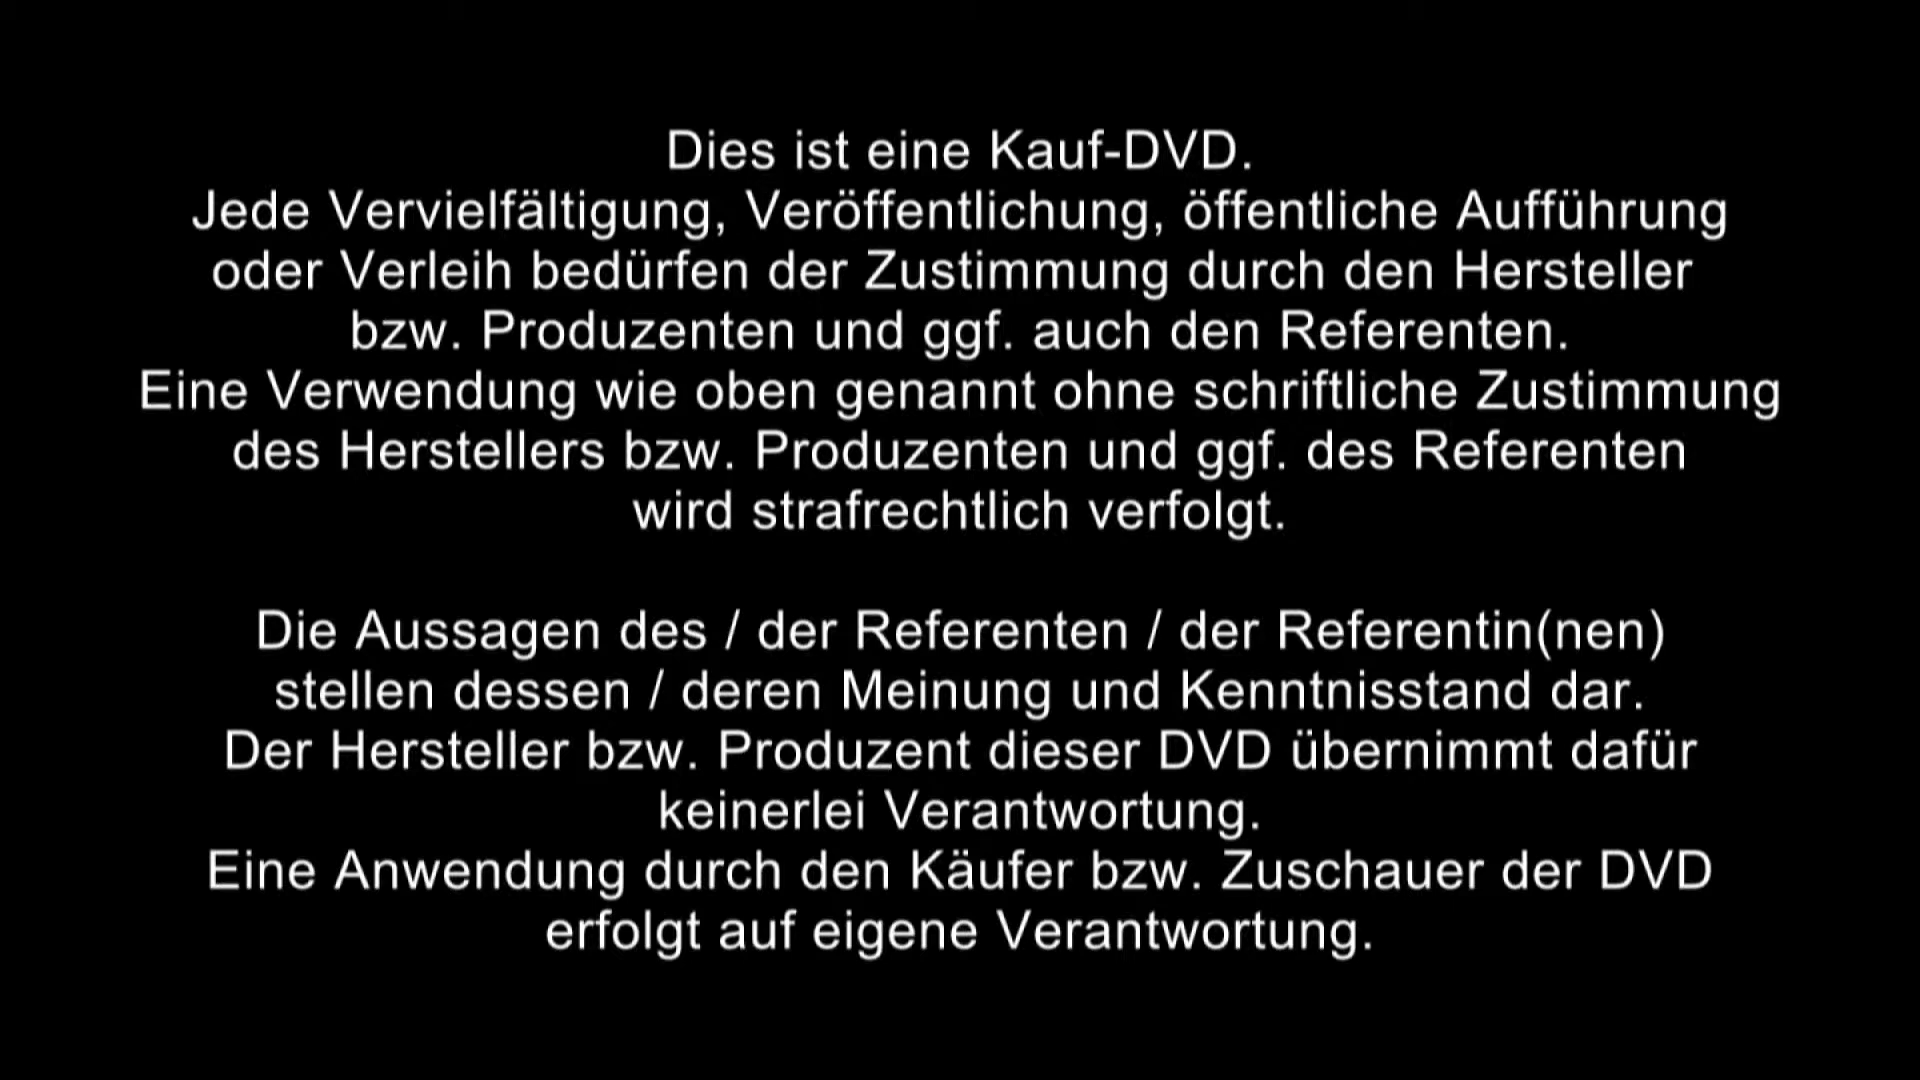 Dies ist eine Kauf-DVD.
Jede Vervielfältigung, Veröffentlichung, öffentliche Aufführung
oder Verleih bedürfen der Zustimmung durch den Hersteller
bzw. Produzenten und ggf. auch den Referenten.
Eine Verwendung wie oben genannt ohne schriftliche Zustimmung
des Herstellers bzw. Produzenten und ggf. des Referenten
wird strafrechtlich verfolgt.
Die Aussagen des / der Referenten / der Referentin(nen)
stellen dessen / deren Meinung und Kenntnisstand dar.
Der Hersteller bzw. Produzent dieser DVD übernimmt dafür
keinerlei Verantwortung.
Eine Anwendung durch den Käufer bzw. Zuschauer der DVD
erfolgt auf eigene Verantwortung.